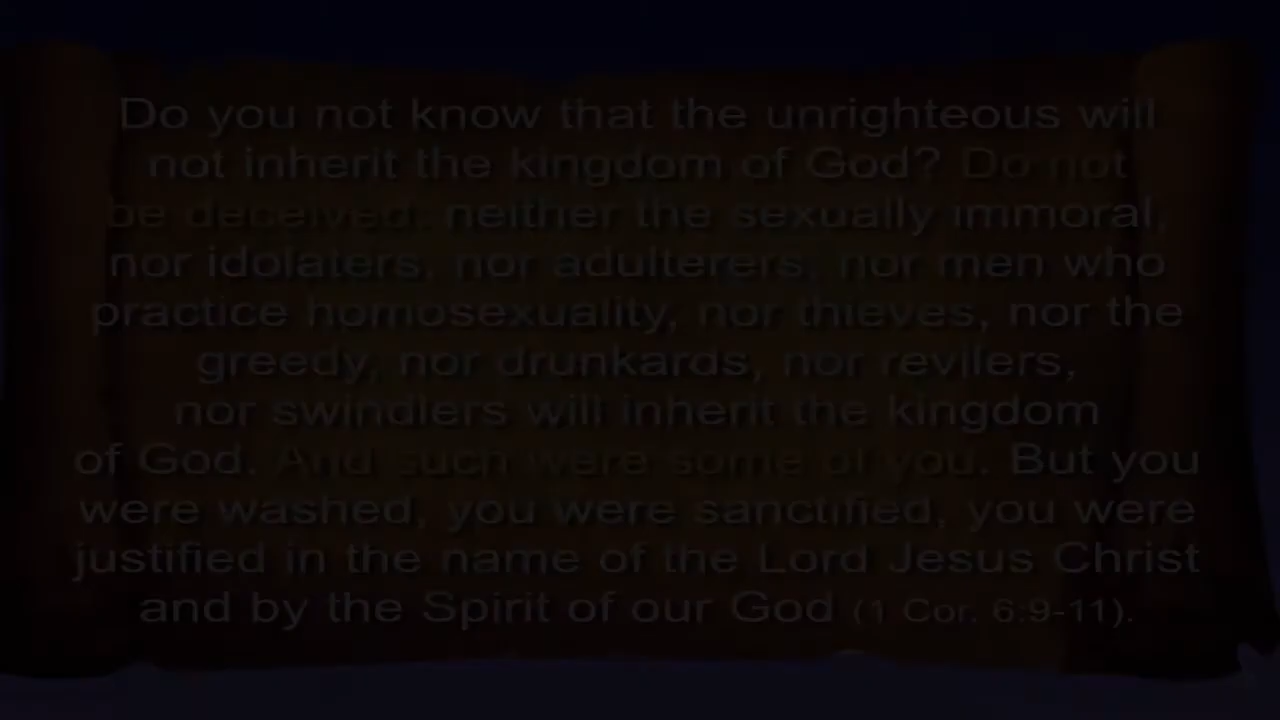 Do you not know that the unrighteous will
not inherit the kingdom of God? Do not
be deceived: neither the sexually immoral,
nor idolaters, nor adulterers, nor men who
practice homosexuality, nor thieves, nor the
greedy, nor drunkards, nor revilers,
nor swindlers will inherit the kingdom
of God. And such were some of you. But you
were washed, you were sanctified, you were
justified in the name of the Lord Jesus Christ
and by the Spirit of our God (1 Cor. 6:9-11).